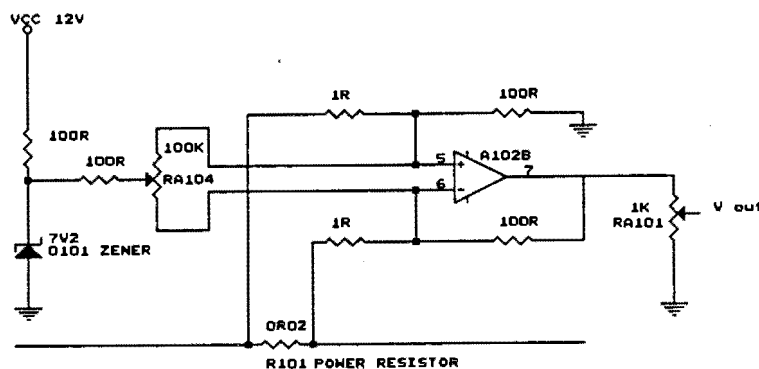 VCC 12V
1R
100R
100R
100R
100K
RA104
5
6
A102B
7
+
-
1R
100R
1K
RA101
V out
7V2
D101 ZENER
0R02
R101 POWER RESISTOR